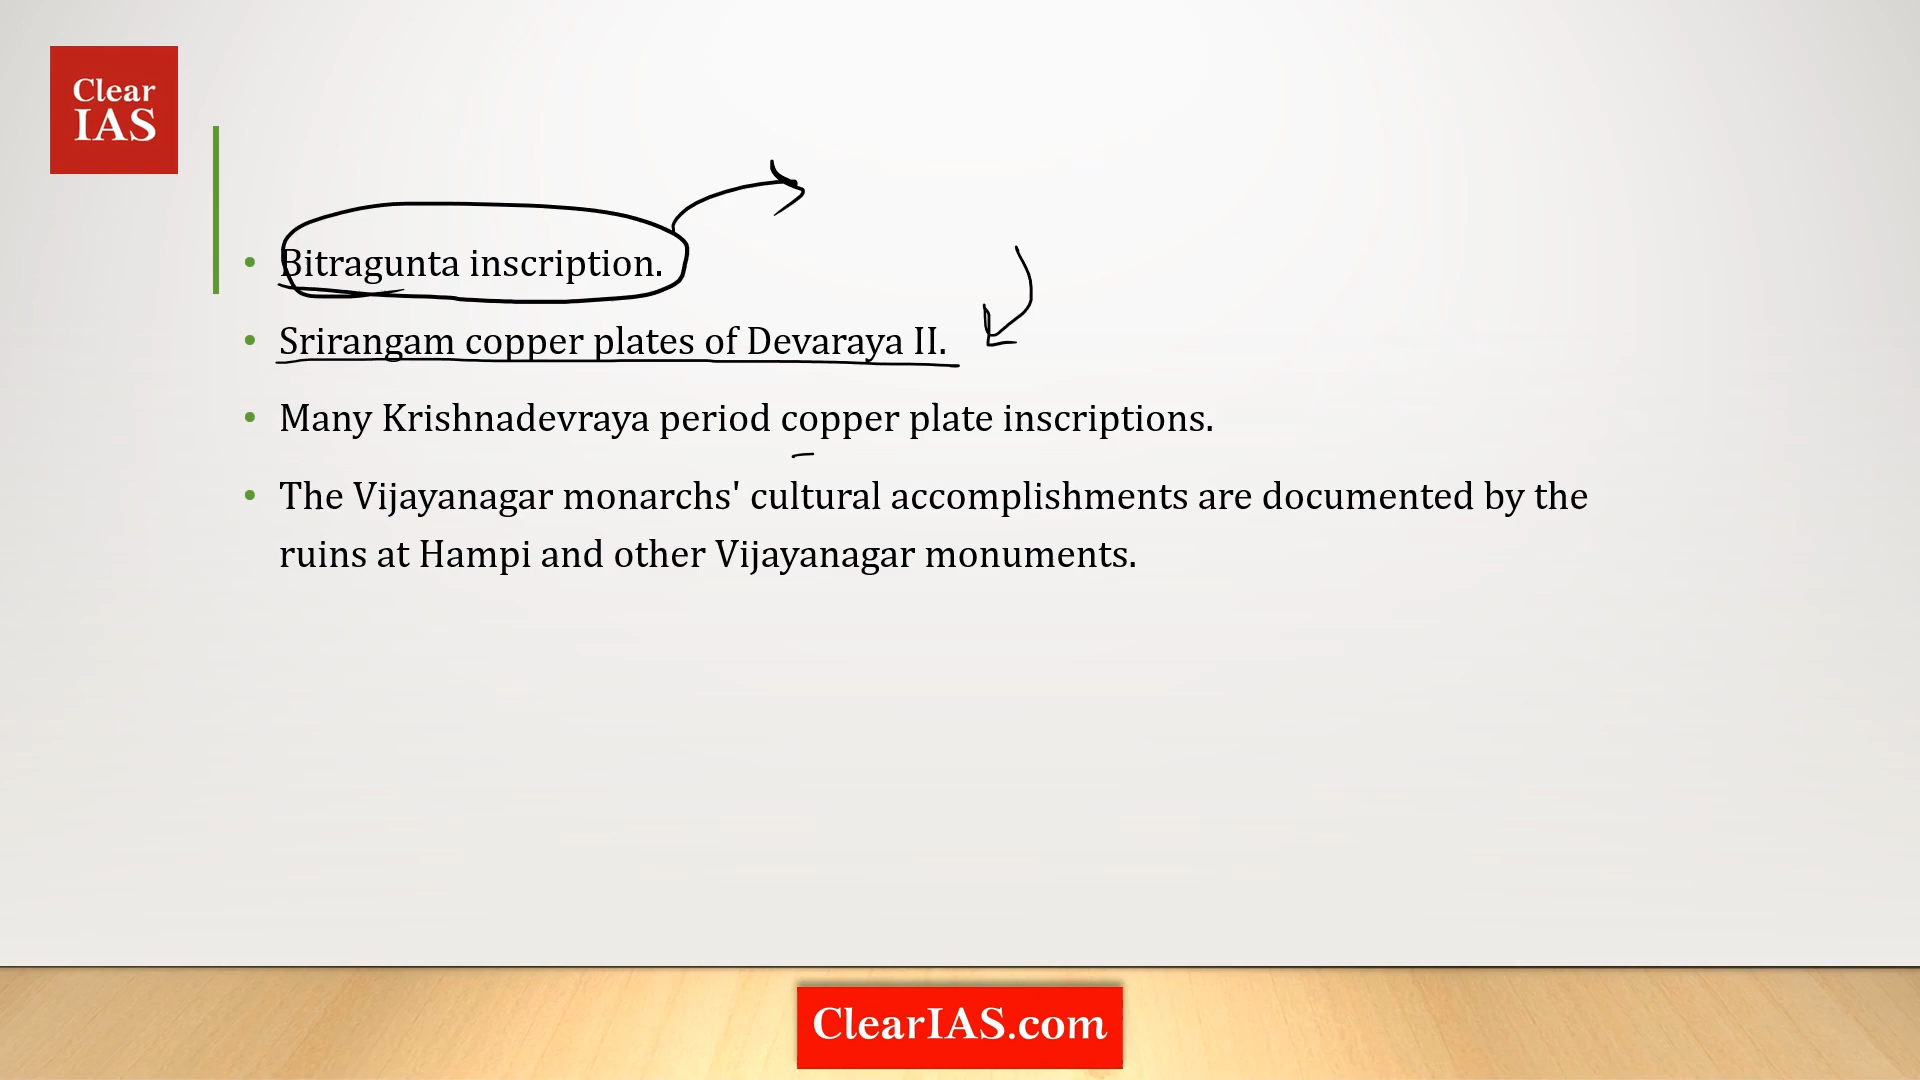 Clear
IAS
Bitragunta inscription.
Srirangam copper plates of Devaraya II.
Many Krishnadevraya period copper plate inscriptions.
The Vijayanagar monarchs' cultural accomplishments are documented by the
ruins at Hampi and other Vijayanagar monuments.
ClearIAS.com